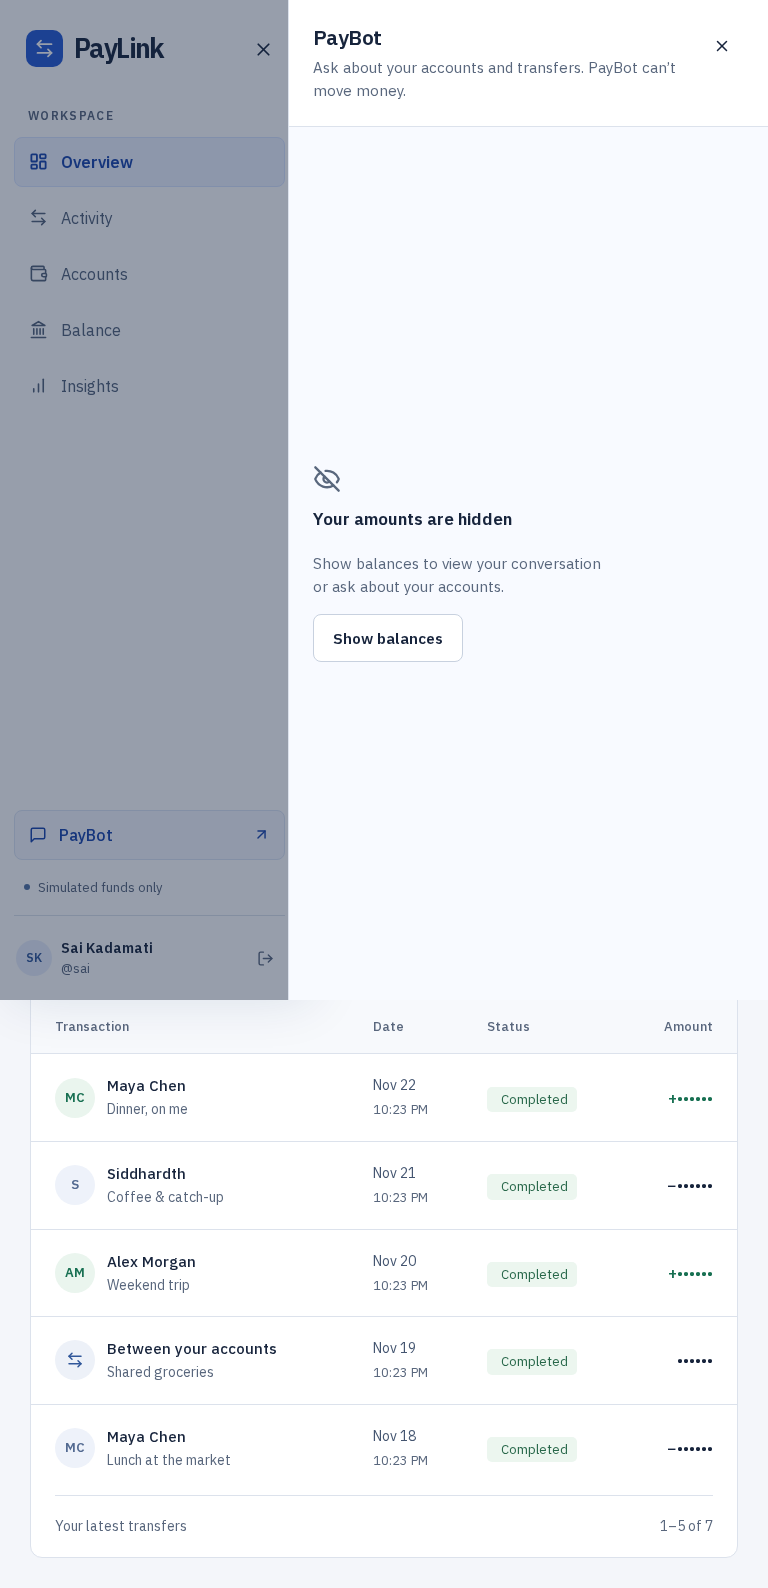 PayLink
WORKSPACE
Overview
Activity
Accounts
Balance
Insights
PayBot
Simulated funds only
SK
Sai Kadamati
@sai
PayBot
Ask about your accounts and transfers. PayBot can't
move money.
Your amounts are hidden
Show balances to view your conversation
or ask about your accounts.
Show balances
Transaction Date Status Amount
MC Maya Chen Nov 22 Completed +••••••
Dinner, on me 10:23 PM
S Siddhardth Nov 21 Completed –••••••
Coffee & catch-up 10:23 PM
AM Alex Morgan Nov 20 Completed +••••••
Weekend trip 10:23 PM
Between your accounts Nov 19 Completed ••••••
Shared groceries 10:23 PM
MC Maya Chen Nov 18 Completed –••••••
Lunch at the market 10:23 PM
Your latest transfers 1–5 of 7